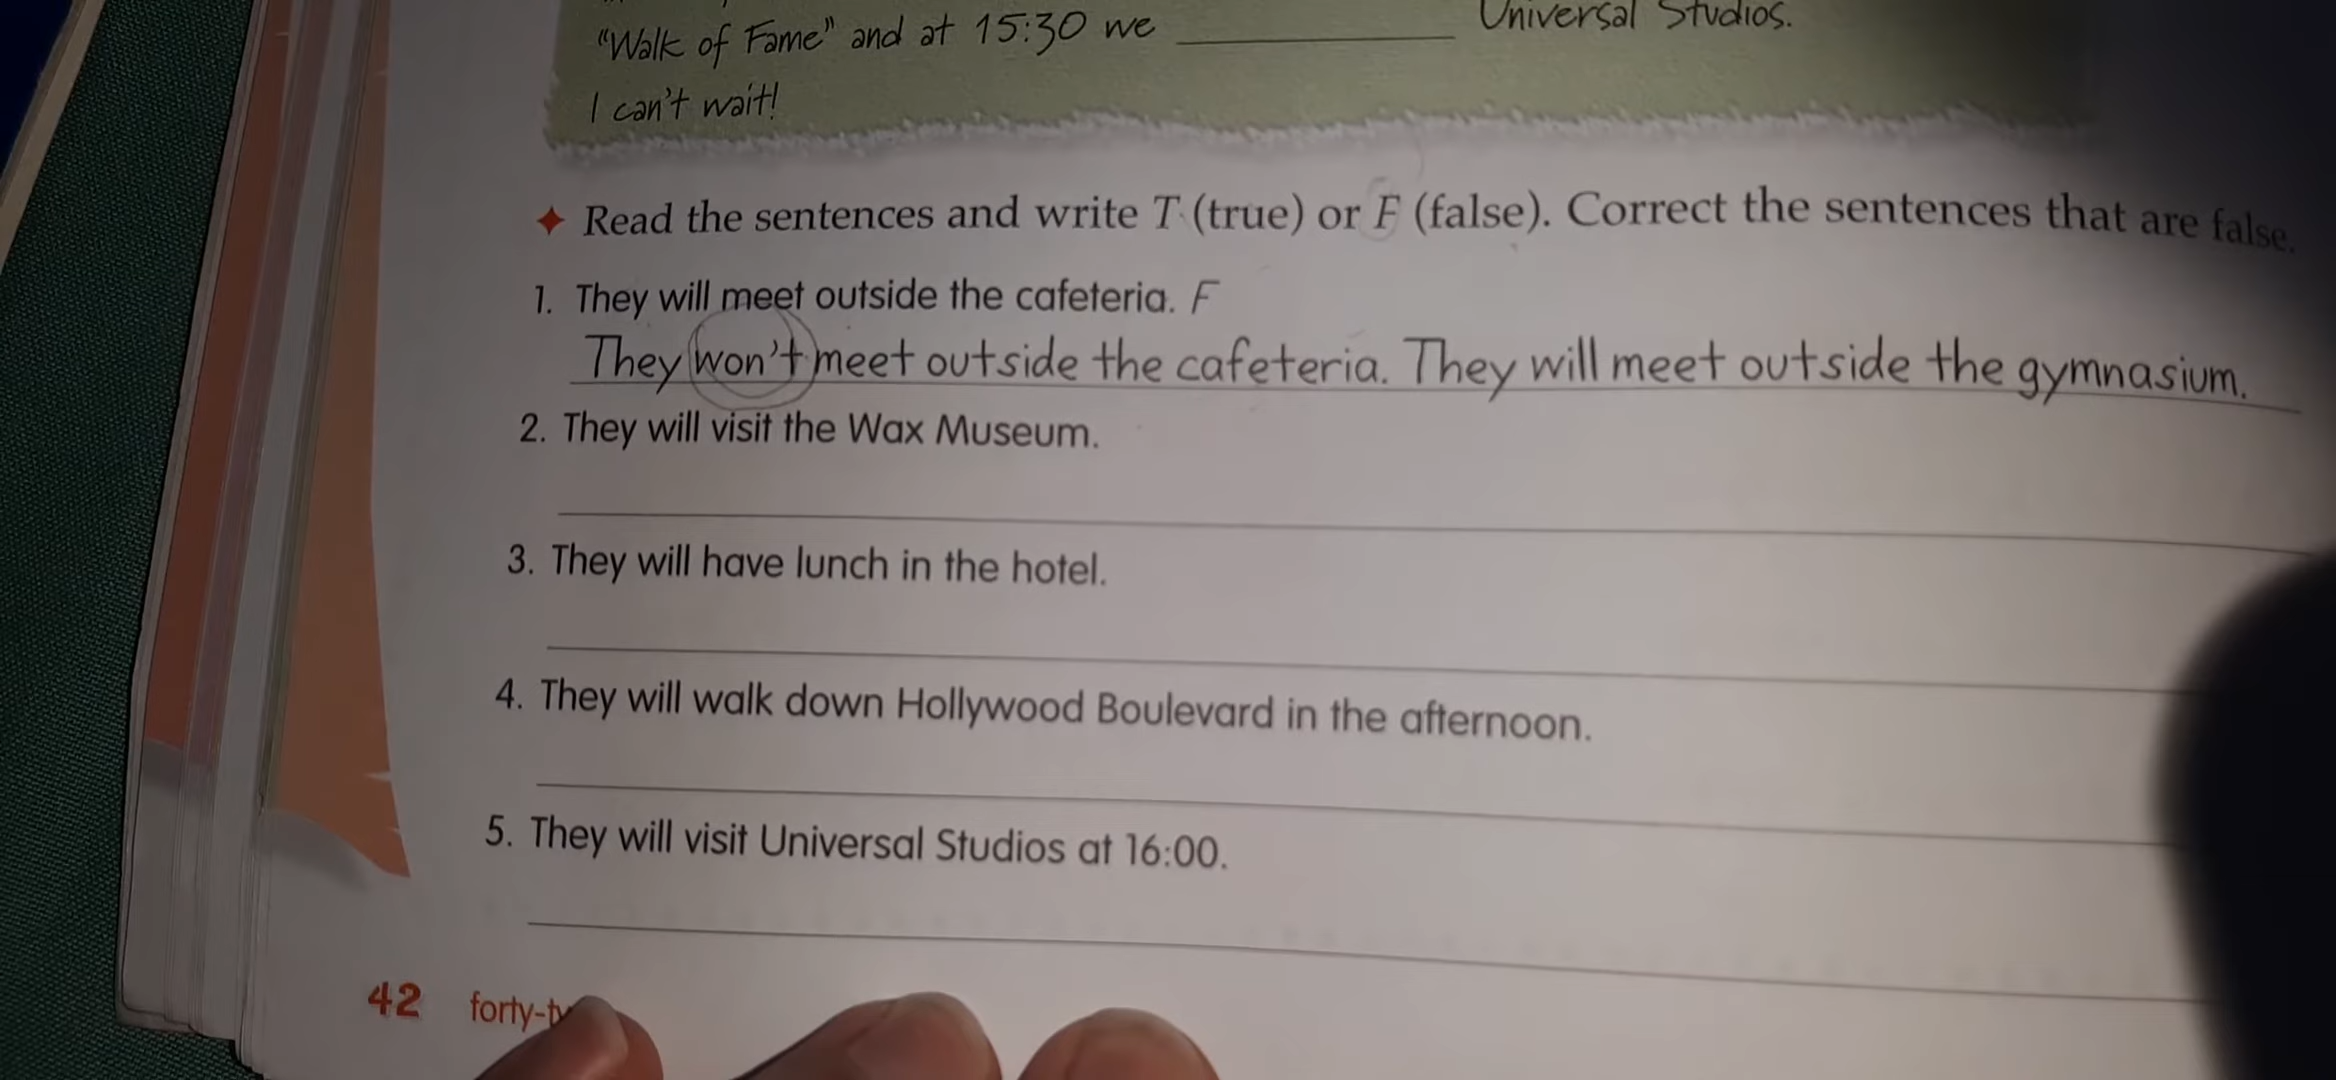 Universal Studios.
"Walk of Fame" and at 15:30 we
I can't wait!
Read the sentences and write T (true) or F (false). Correct the sentences that are false.
1. They will meet outside the cafeteria. F
They won't meet outside the cafeteria. They will meet outside the gymnasium.
2. They will visit the Wax Museum.
3. They will have lunch in the hotel.
4. They will walk down Hollywood Boulevard in the afternoon.
5. They will visit Universal Studios at 16:00.
42